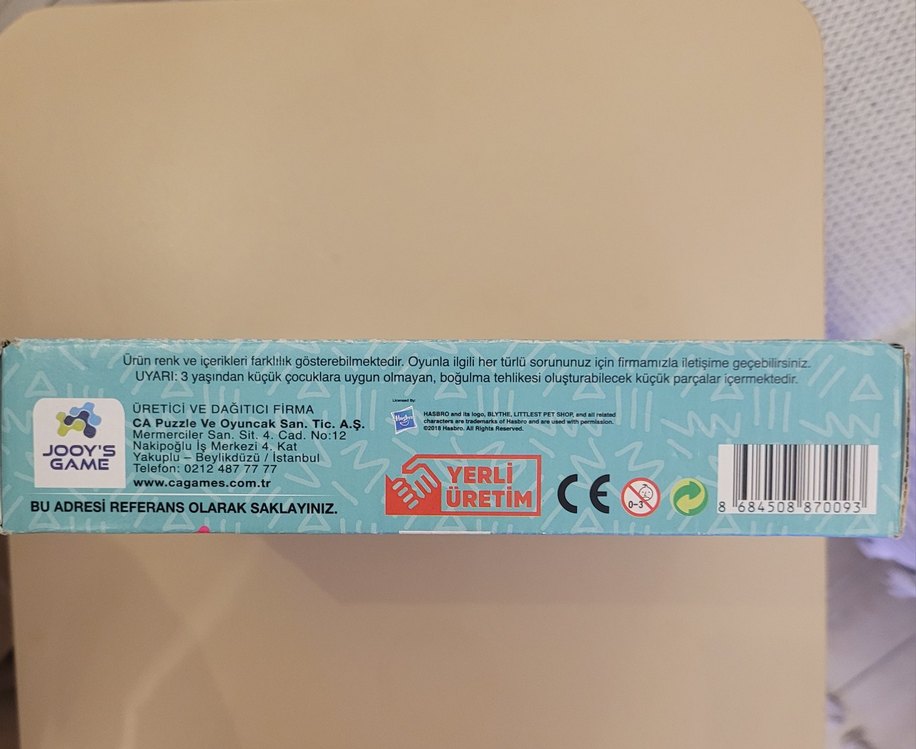 Ürün renk ve içerikleri farklılık gösterebilmektedir. Oyunla ilgili her türlü sorununuz için firmamızla iletişime geçebilirsiniz.
UYARI: 3 yaşından küçük çocuklara uygun olmayan, boğulma tehlikesi oluşturabilecek küçük parçalar içermektedir.
JOOY'S
GAME
ÜRETİCİ VE DAĞITICI FİRMA
CA Puzzle Ve Oyuncak San. Tic. A.Ş.
Mermerciler San. Sit. 4. Cad. No:12
Nakipoğlu İş Merkezi 4. Kat
Yakuplu – Beylikdüzü / İstanbul
Telefon: 0212 487 77 77
www.cagames.com.tr
BU ADRESİ REFERANS OLARAK SAKLAYINIZ.
Licensed By:
Hasbro
HASBRO and its logo, BLYTHE, LITTLEST PET SHOP, and all related
characters are trademarks of Hasbro and are used with permission.
©2018 Hasbro. All Rights Reserved.
YERLİ
ÜRETİM
CE
0-3
8 684508 870093